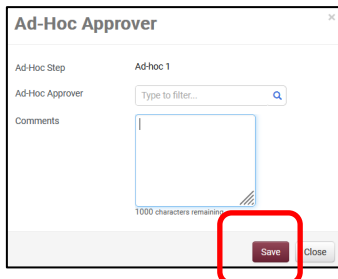 Ad-Hoc Approver
×
Ad-Hoc Step Ad-hoc 1
Ad-Hoc Approver Type to filter...
Comments
1000 characters remaining
Save Close